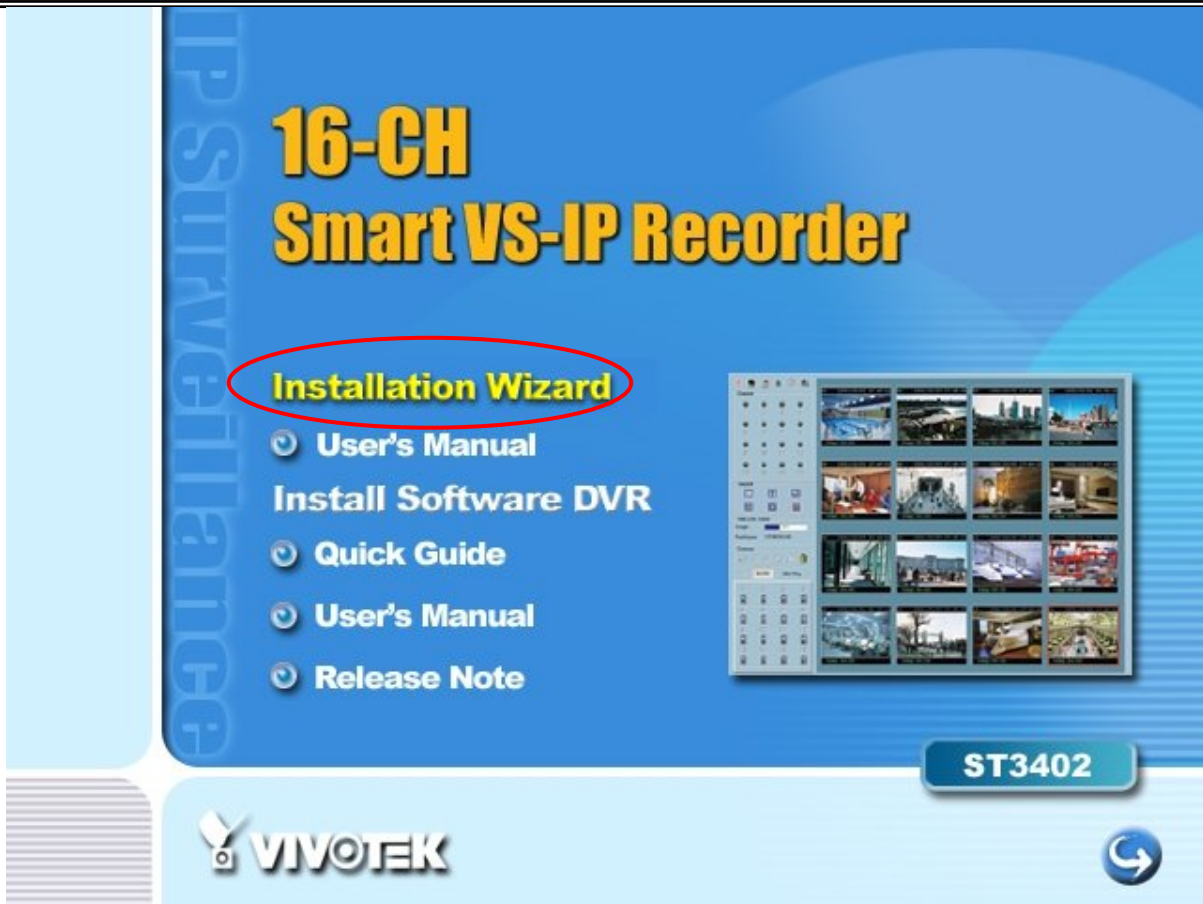 IP Surveillance
16-CH
Smart VS-IP Recorder
Installation Wizard
User's Manual
Install Software DVR
Quick Guide
User's Manual
Release Note
ST3402
VIVOTEK